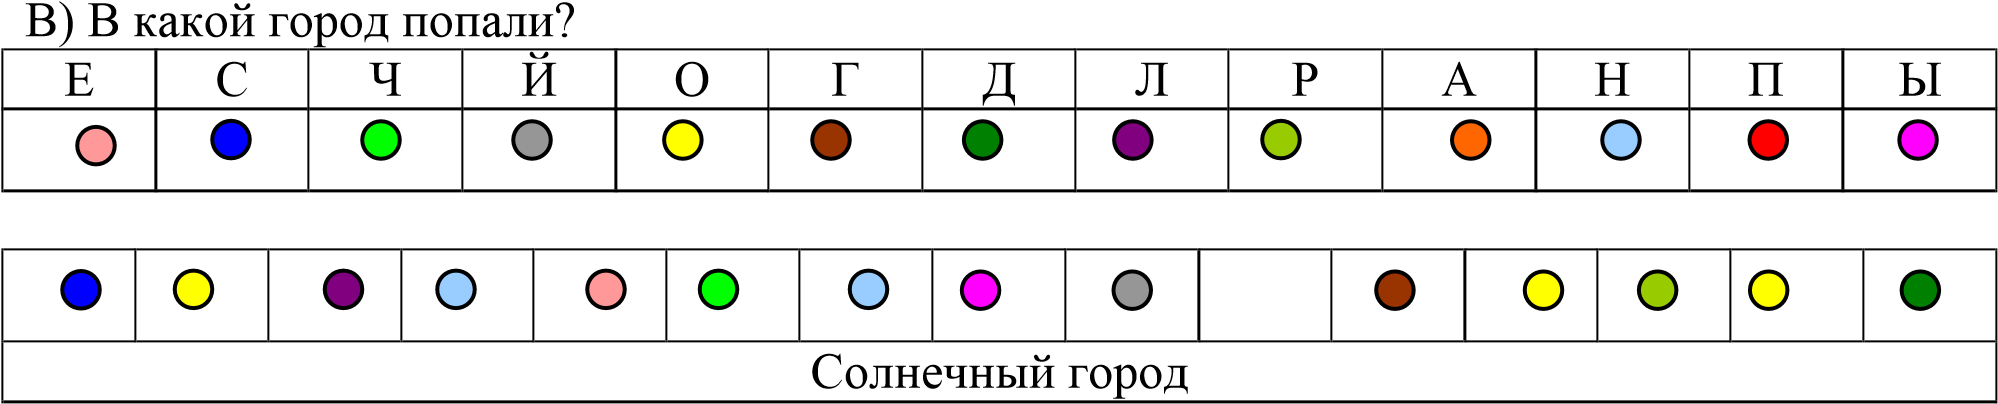 В) В какой город попали?
Е С Ч Й О Г Д Л Р А Н П Ы
Солнечный город